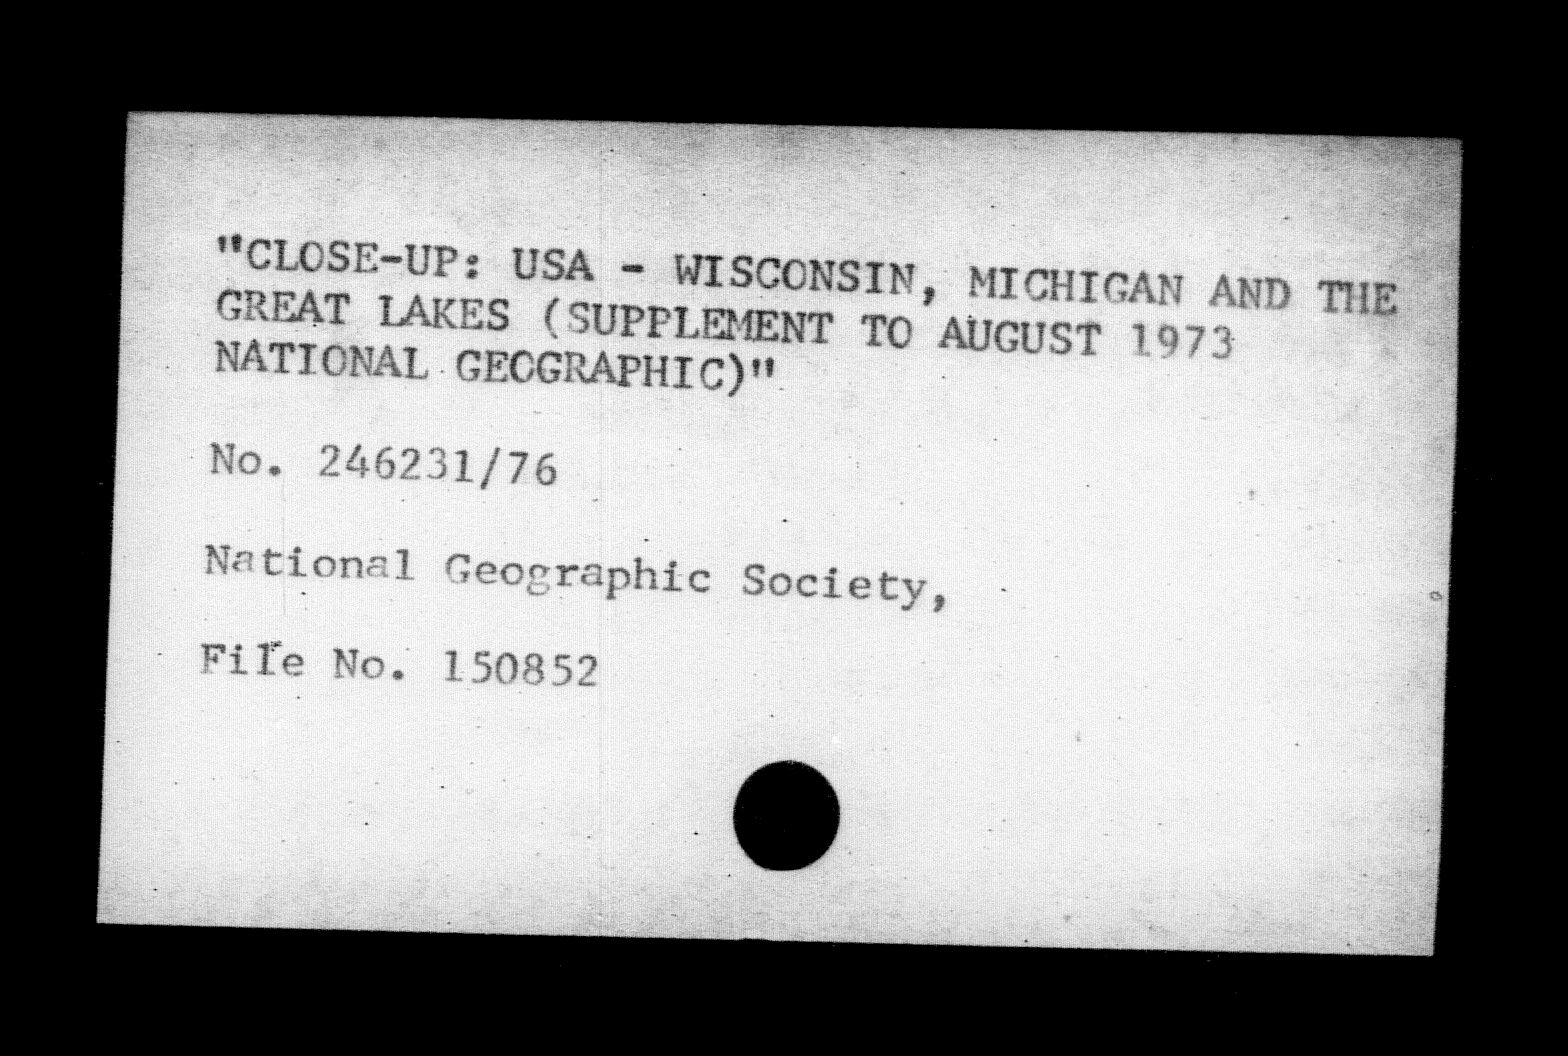 "CLOSE-UP: USA - WISCONSIN, MICHIGAN AND THE
GREAT LAKES (SUPPLEMENT TO AUGUST 1973
NATIONAL GEOGRAPHIC)"
No. 246231/76
National Geographic Society,
File No. 150852